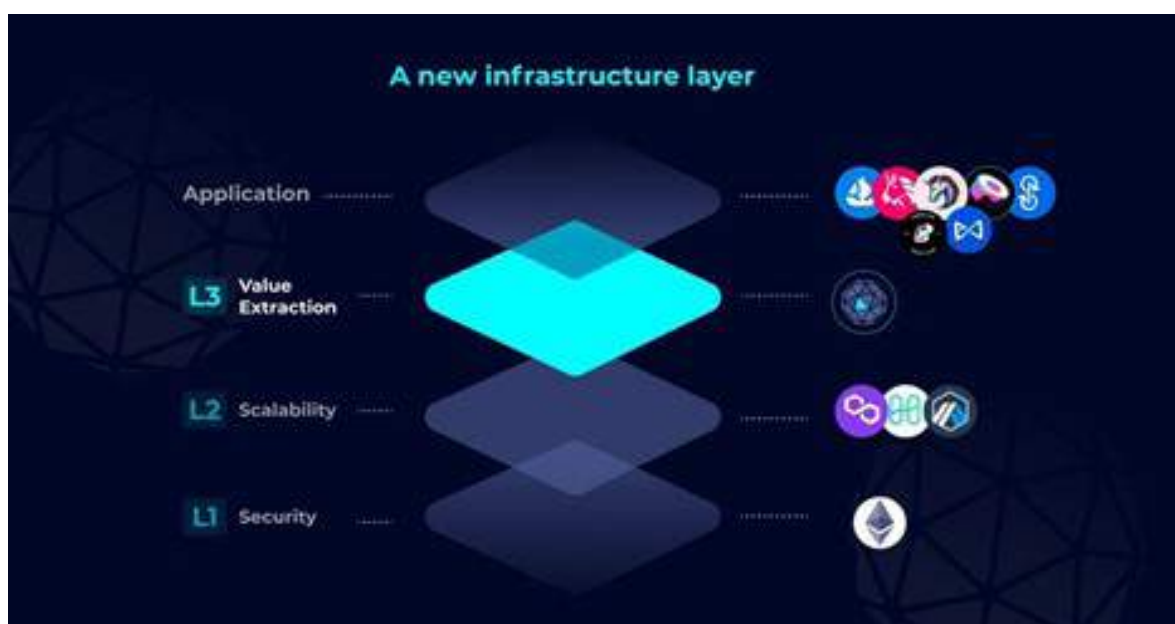 A new infrastructure layer
Application
L3 Value
Extraction
L2 Scalability
L1 Security